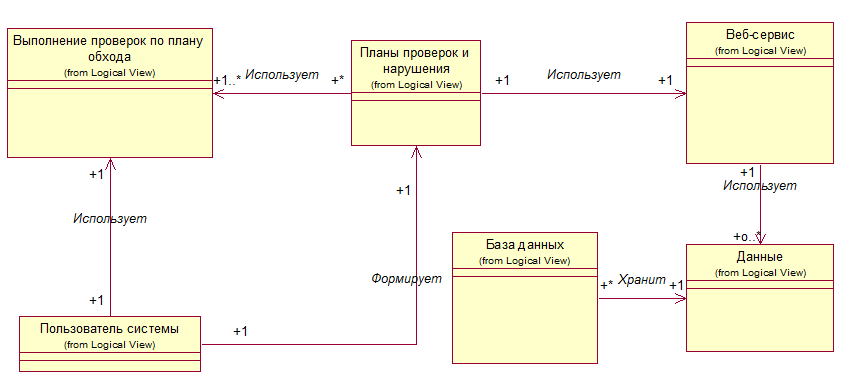 Выполнение проверок по плану
обхода
(from Logical View)
+1..*
Использует
+*
Планы проверок и
нарушения
(from Logical View)
+1
Использует
+1
Веб-сервис
(from Logical View)
+1
Использует
+1
+1
Формирует
+1
Пользователь системы
(from Logical View)
База данных
(from Logical View)
+*
Хранит
+1
+1
Использует
+о..*
Данные
(from Logical View)